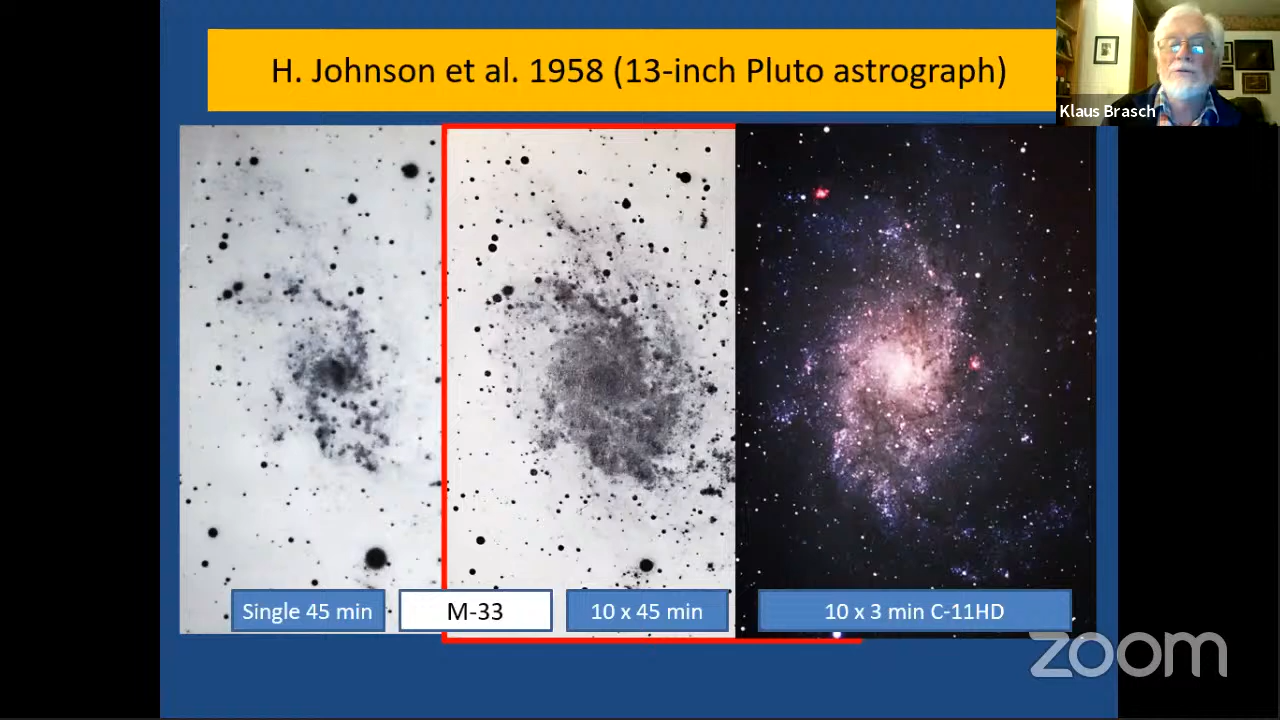 H. Johnson et al. 1958 (13-inch Pluto astrograph)
Klaus Brasch
Single 45 min
M-33
10 x 45 min
10 x 3 min C-11HD
zoom